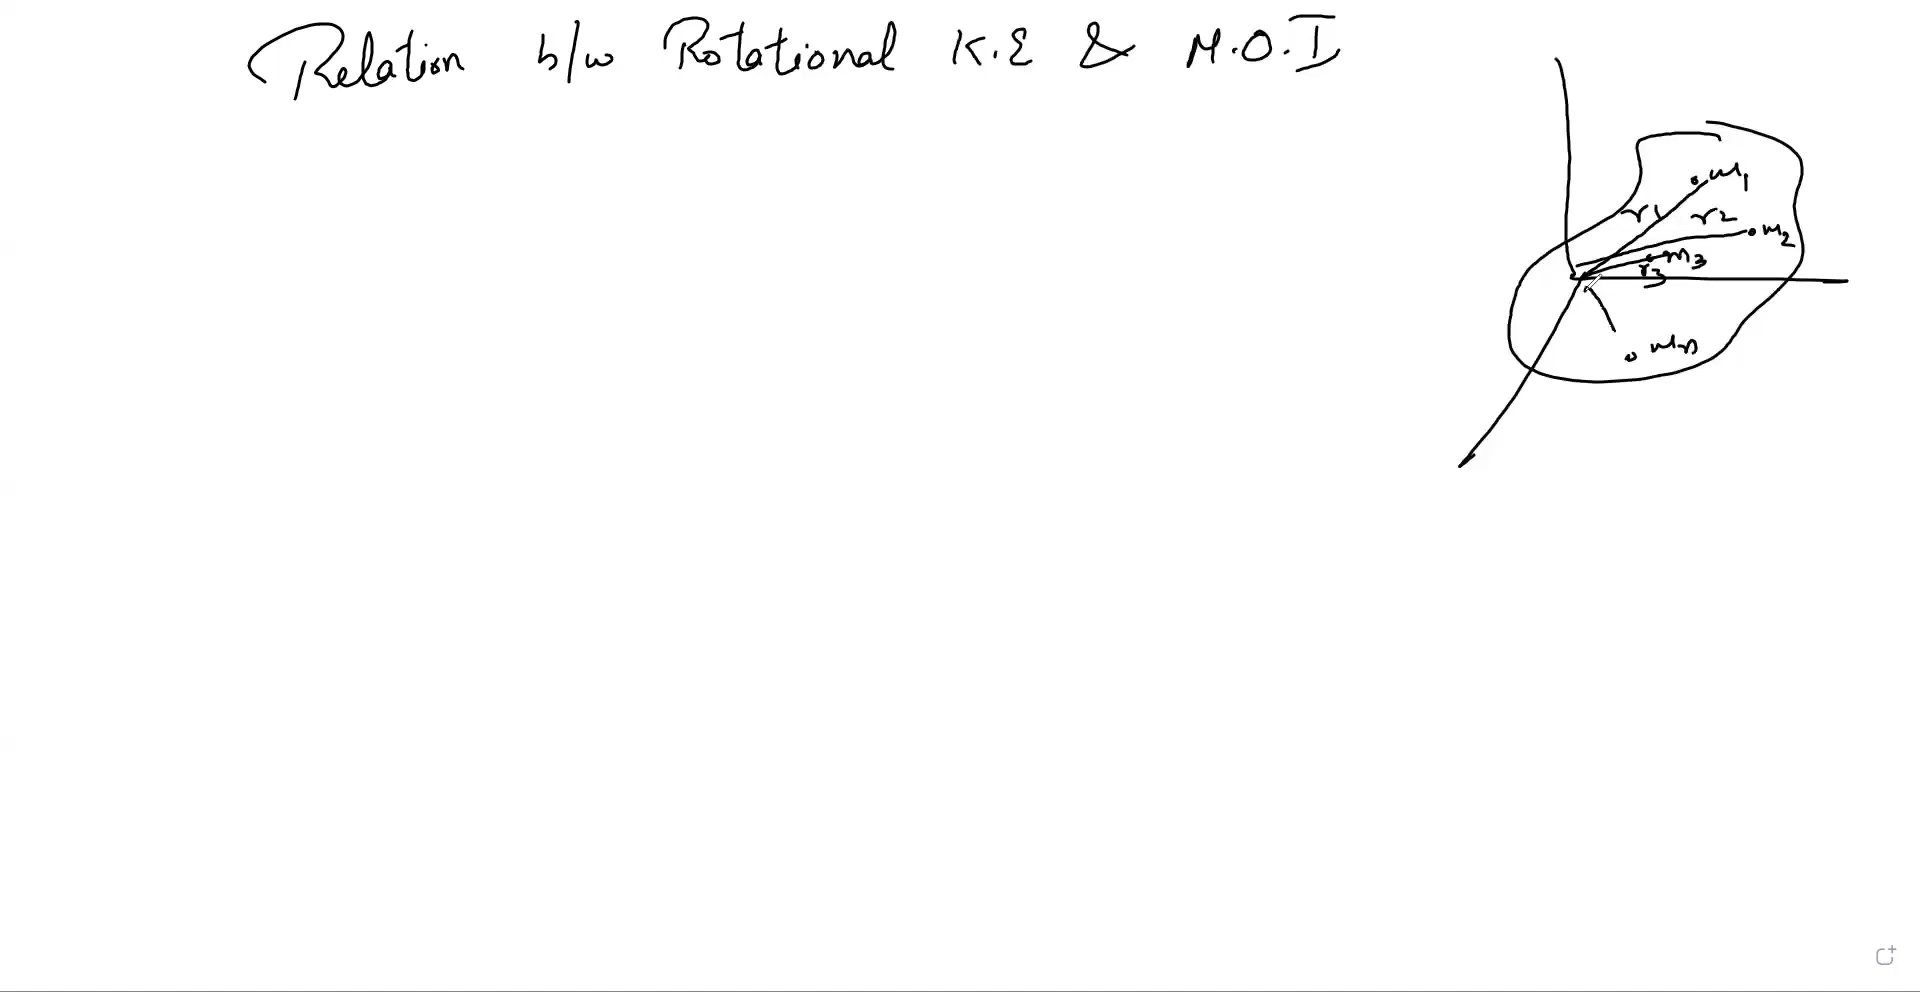 Relation b/w Rotational K.E & M.O.I
m1
r1 r2
m2
m3
r3
mn